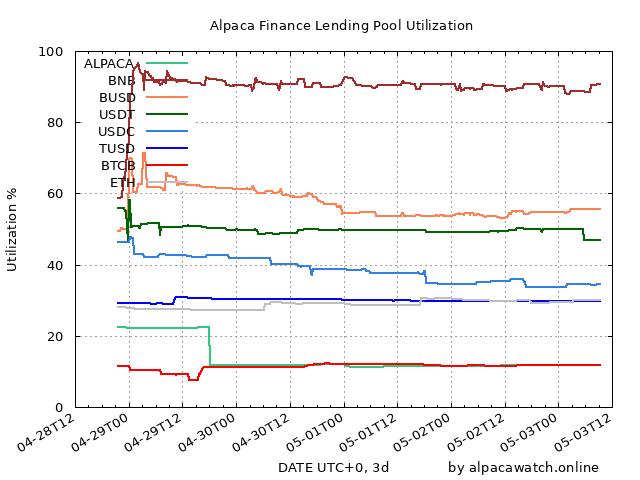 Alpaca Finance Lending Pool Utilization
Utilization %
100
80
60
40
20
0
ALPACA
BNB
BUSD
USDT
USDC
TUSD
BTCB
ETH
04-28T12
04-29T00
04-29T12
04-30T00
04-30T12
05-01T00
05-01T12
05-02T00
05-02T12
05-03T00
05-03T12
DATE UTC+0, 3d
by alpacawatch.online